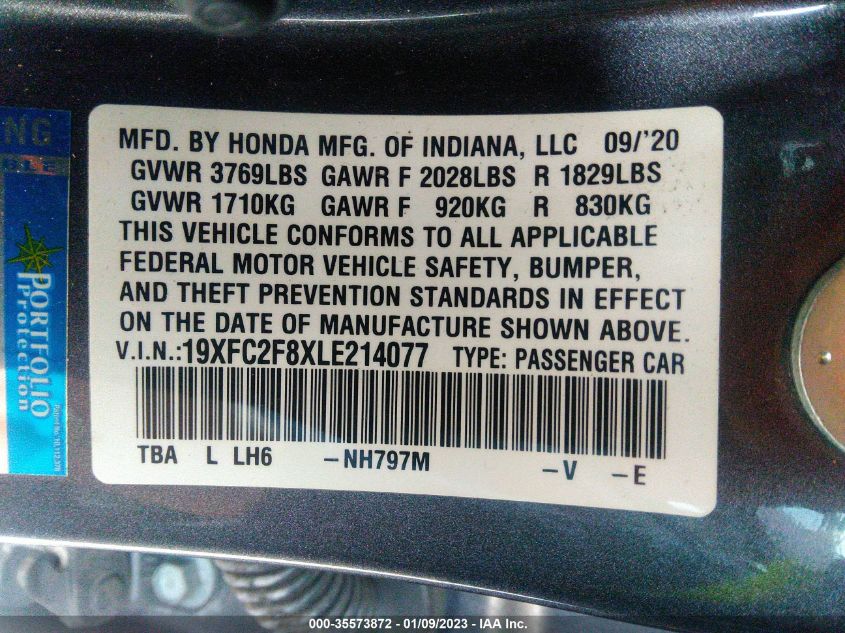 MFD. BY HONDA MFG. OF INDIANA, LLC 09/'20
GVWR 3769LBS GAWR F 2028LBS R 1829LBS
GVWR 1710KG GAWR F 920KG R 830KG
THIS VEHICLE CONFORMS TO ALL APPLICABLE
FEDERAL MOTOR VEHICLE SAFETY, BUMPER,
AND THEFT PREVENTION STANDARDS IN EFFECT
ON THE DATE OF MANUFACTURE SHOWN ABOVE.
V.I.N.:19XFC2F8XLE214077 TYPE: PASSENGER CAR
TBA L LH6 –NH797M –V –E
NG
PORTFOLIO
Protection
000-35573872 - 01/09/2023 - IAA Inc.